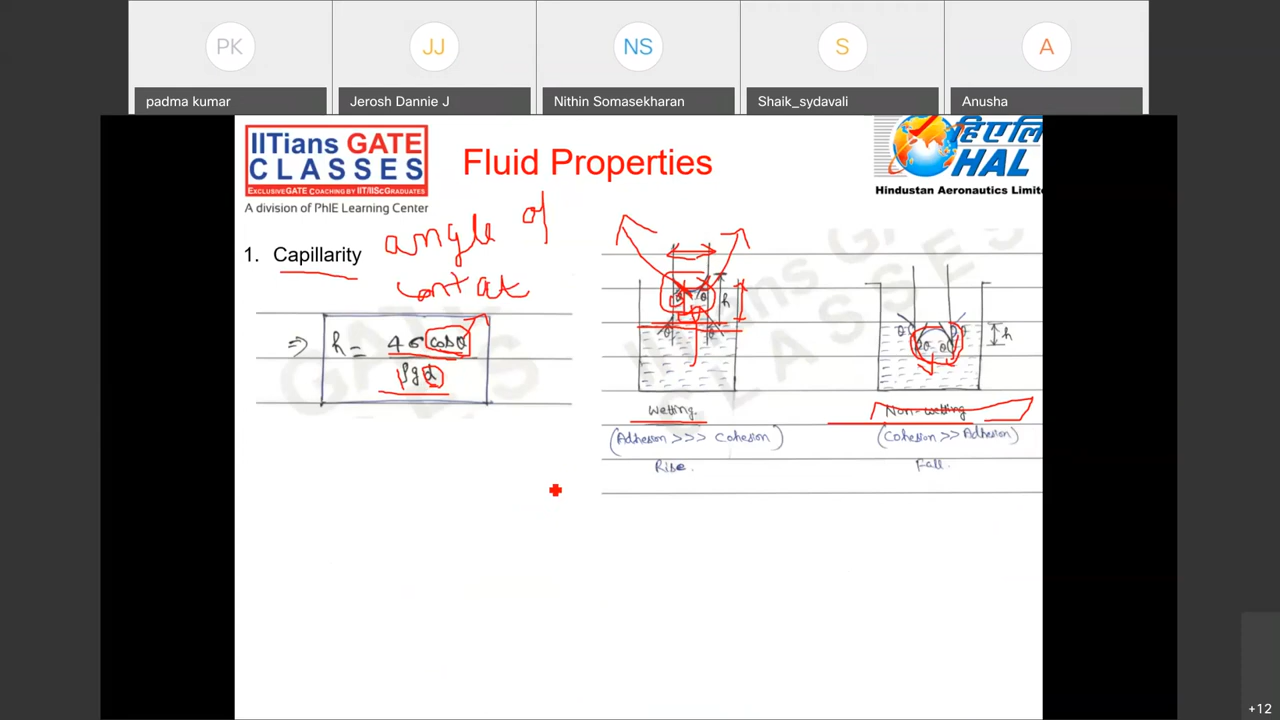 PK
JJ
NS
S
A
padma kumar
Jerosh Dannie J
Nithin Somasekharan
Shaik_sydavali
Anusha
IITians GATE
CLASSES
EXCLUSIVE GATE COACHING BY IIT/IISc GRADUATES
A division of PhIE Learning Center
Fluid Properties
हिएलि
HAL
Hindustan Aeronautics Limite
1. Capillarity
angle of
contat
⇒ h = 4σ cosθ
ρgd
h
θ θ
h
Wetting.
Non-wetting
(Adhesion >>> Cohesion)
(Cohesion >> Adhesion)
Rise.
Fall.
+12